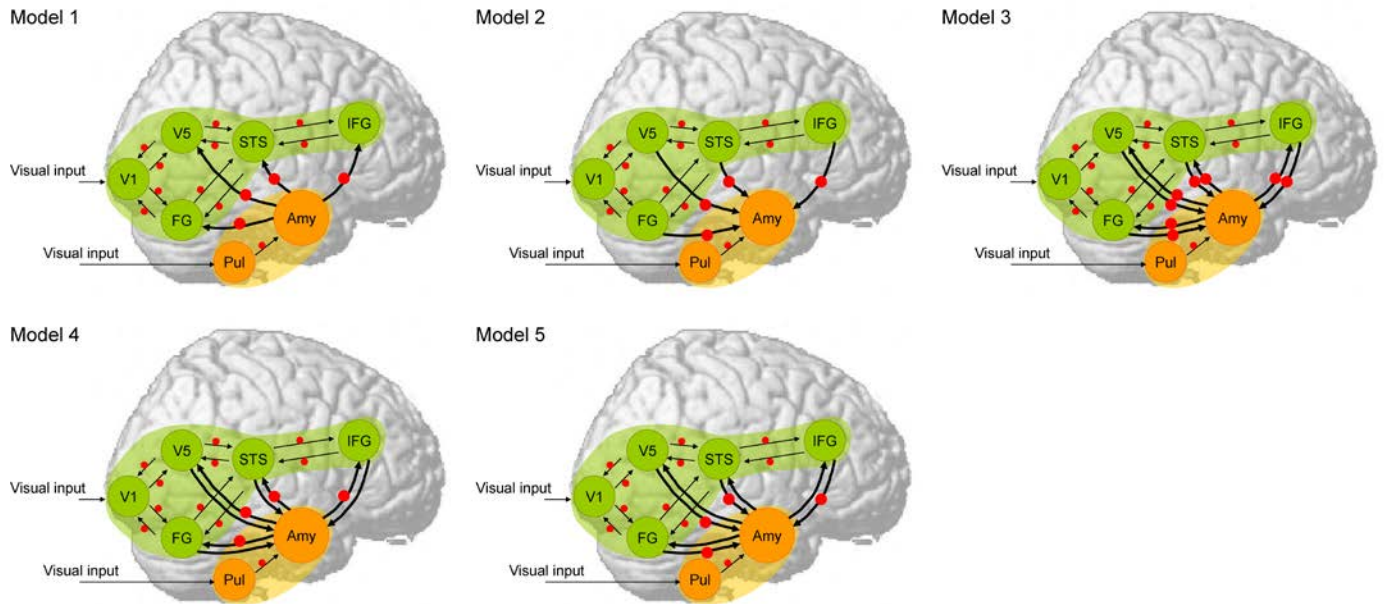 Model 1
V5
STS
IFG
Visual input
V1
FG
Amy
Visual input
Pul
Model 2
V5
STS
IFG
Visual input
V1
FG
Amy
Visual input
Pul
Model 3
V5
STS
IFG
Visual input
V1
FG
Amy
Visual input
Pul
Model 4
V5
STS
IFG
Visual input
V1
FG
Amy
Visual input
Pul
Model 5
V5
STS
IFG
Visual input
V1
FG
Amy
Visual input
Pul